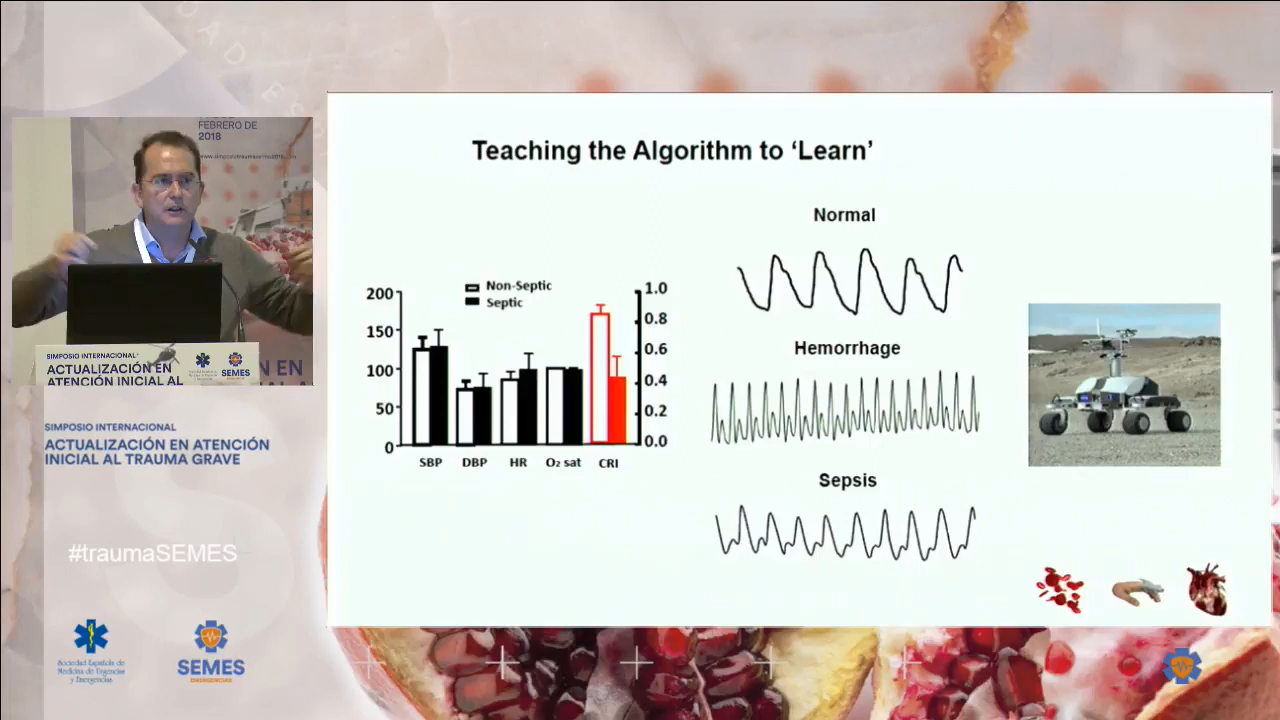 FEBRERO DE
2018
SIMPOSIO INTERNACIONAL
ACTUALIZACIÓN EN
ATENCIÓN INICIAL AL
SEMES
SIMPOSIO INTERNACIONAL
ACTUALIZACIÓN EN ATENCIÓN
INICIAL AL TRAUMA GRAVE
#traumaSEMES
Sociedad Española de
Medicina de Urgencias
y Emergencias
SEMES
EMERGENCIAS
Teaching the Algorithm to ‘Learn’
Non-Septic
Septic
200
150
100
50
0
1.0
0.8
0.6
0.4
0.2
0.0
SBP
DBP
HR
O₂ sat
CRI
Normal
Hemorrhage
Sepsis